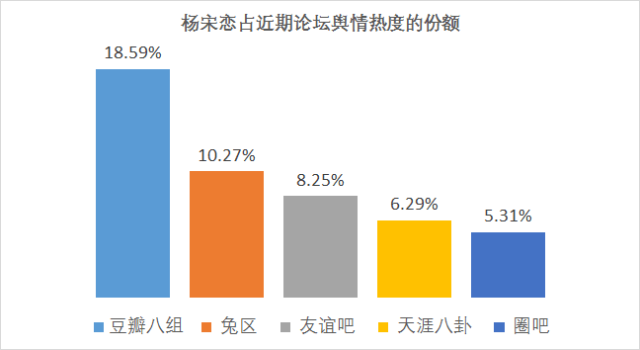 杨宋恋占近期论坛舆情热度的份额
18.59%
10.27%
8.25%
6.29%
5.31%
豆瓣八组 兔区 友谊吧 天涯八卦 圈吧